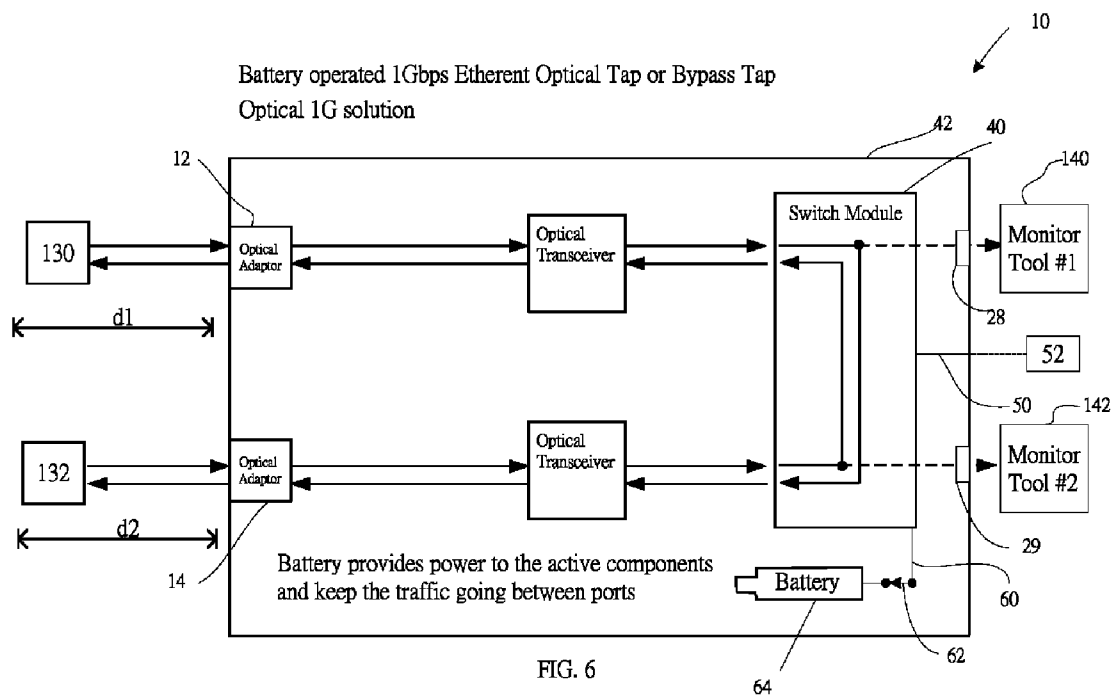 10
Battery operated 1Gbps Etherent Optical Tap or Bypass Tap
Optical 1G solution
42
40
12
140
130
Optical
Adaptor
Optical
Transceiver
Switch Module
Monitor
Tool #1
d1
28
52
50
142
132
Optical
Adaptor
Optical
Transceiver
Monitor
Tool #2
d2
29
14
Battery provides power to the active components
and keep the traffic going between ports
Battery
60
62
64
FIG. 6